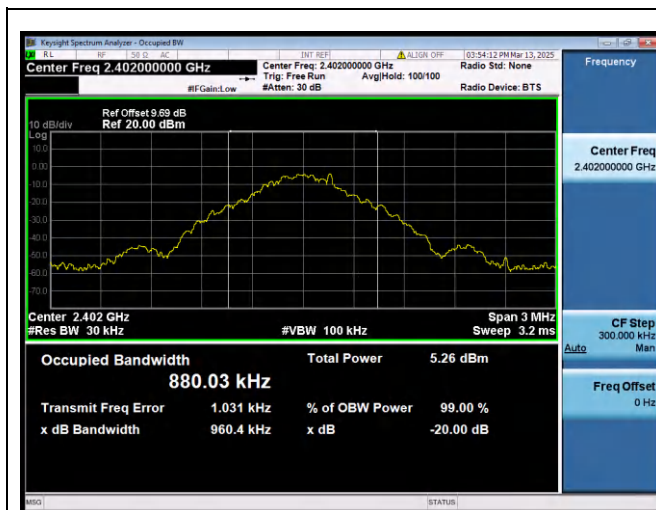 Keysight Spectrum Analyzer - Occupied BW
RL RF 50 Ω AC INT REF ALIGN OFF 03:54:12 PM Mar 13, 2025
Center Freq 2.402000000 GHz
Center Freq: 2.402000000 GHz
Radio Std: None
Trig: Free Run Avg|Hold: 100/100
#IFGain:Low
#Atten: 30 dB
Radio Device: BTS
Ref Offset 9.69 dB
10 dB/div Ref 20.00 dBm
Log
10.0
0.00
-10.0
-20.0
-30.0
-40.0
-50.0
-60.0
-70.0
Center 2.402 GHz
Span 3 MHz
#Res BW 30 kHz
#VBW 100 kHz
Sweep 3.2 ms
Occupied Bandwidth
880.03 kHz
Total Power 5.26 dBm
Transmit Freq Error 1.031 kHz
% of OBW Power 99.00 %
x dB Bandwidth 960.4 kHz
x dB -20.00 dB
MSG
STATUS
Frequency
Center Freq
2.402000000 GHz
CF Step
300.000 kHz
Auto Man
Freq Offset
0 Hz